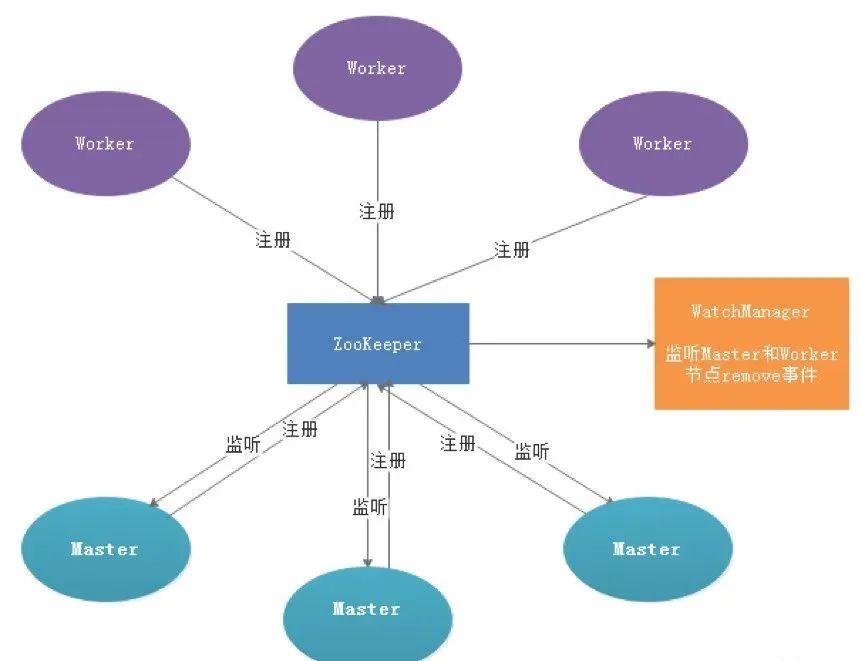 Worker
Worker
Worker
注册
注册
注册
ZooKeeper
WatchManager
监听Master和Worker
节点remove事件
监听
注册
注册
监听
注册
监听
Master
Master
Master